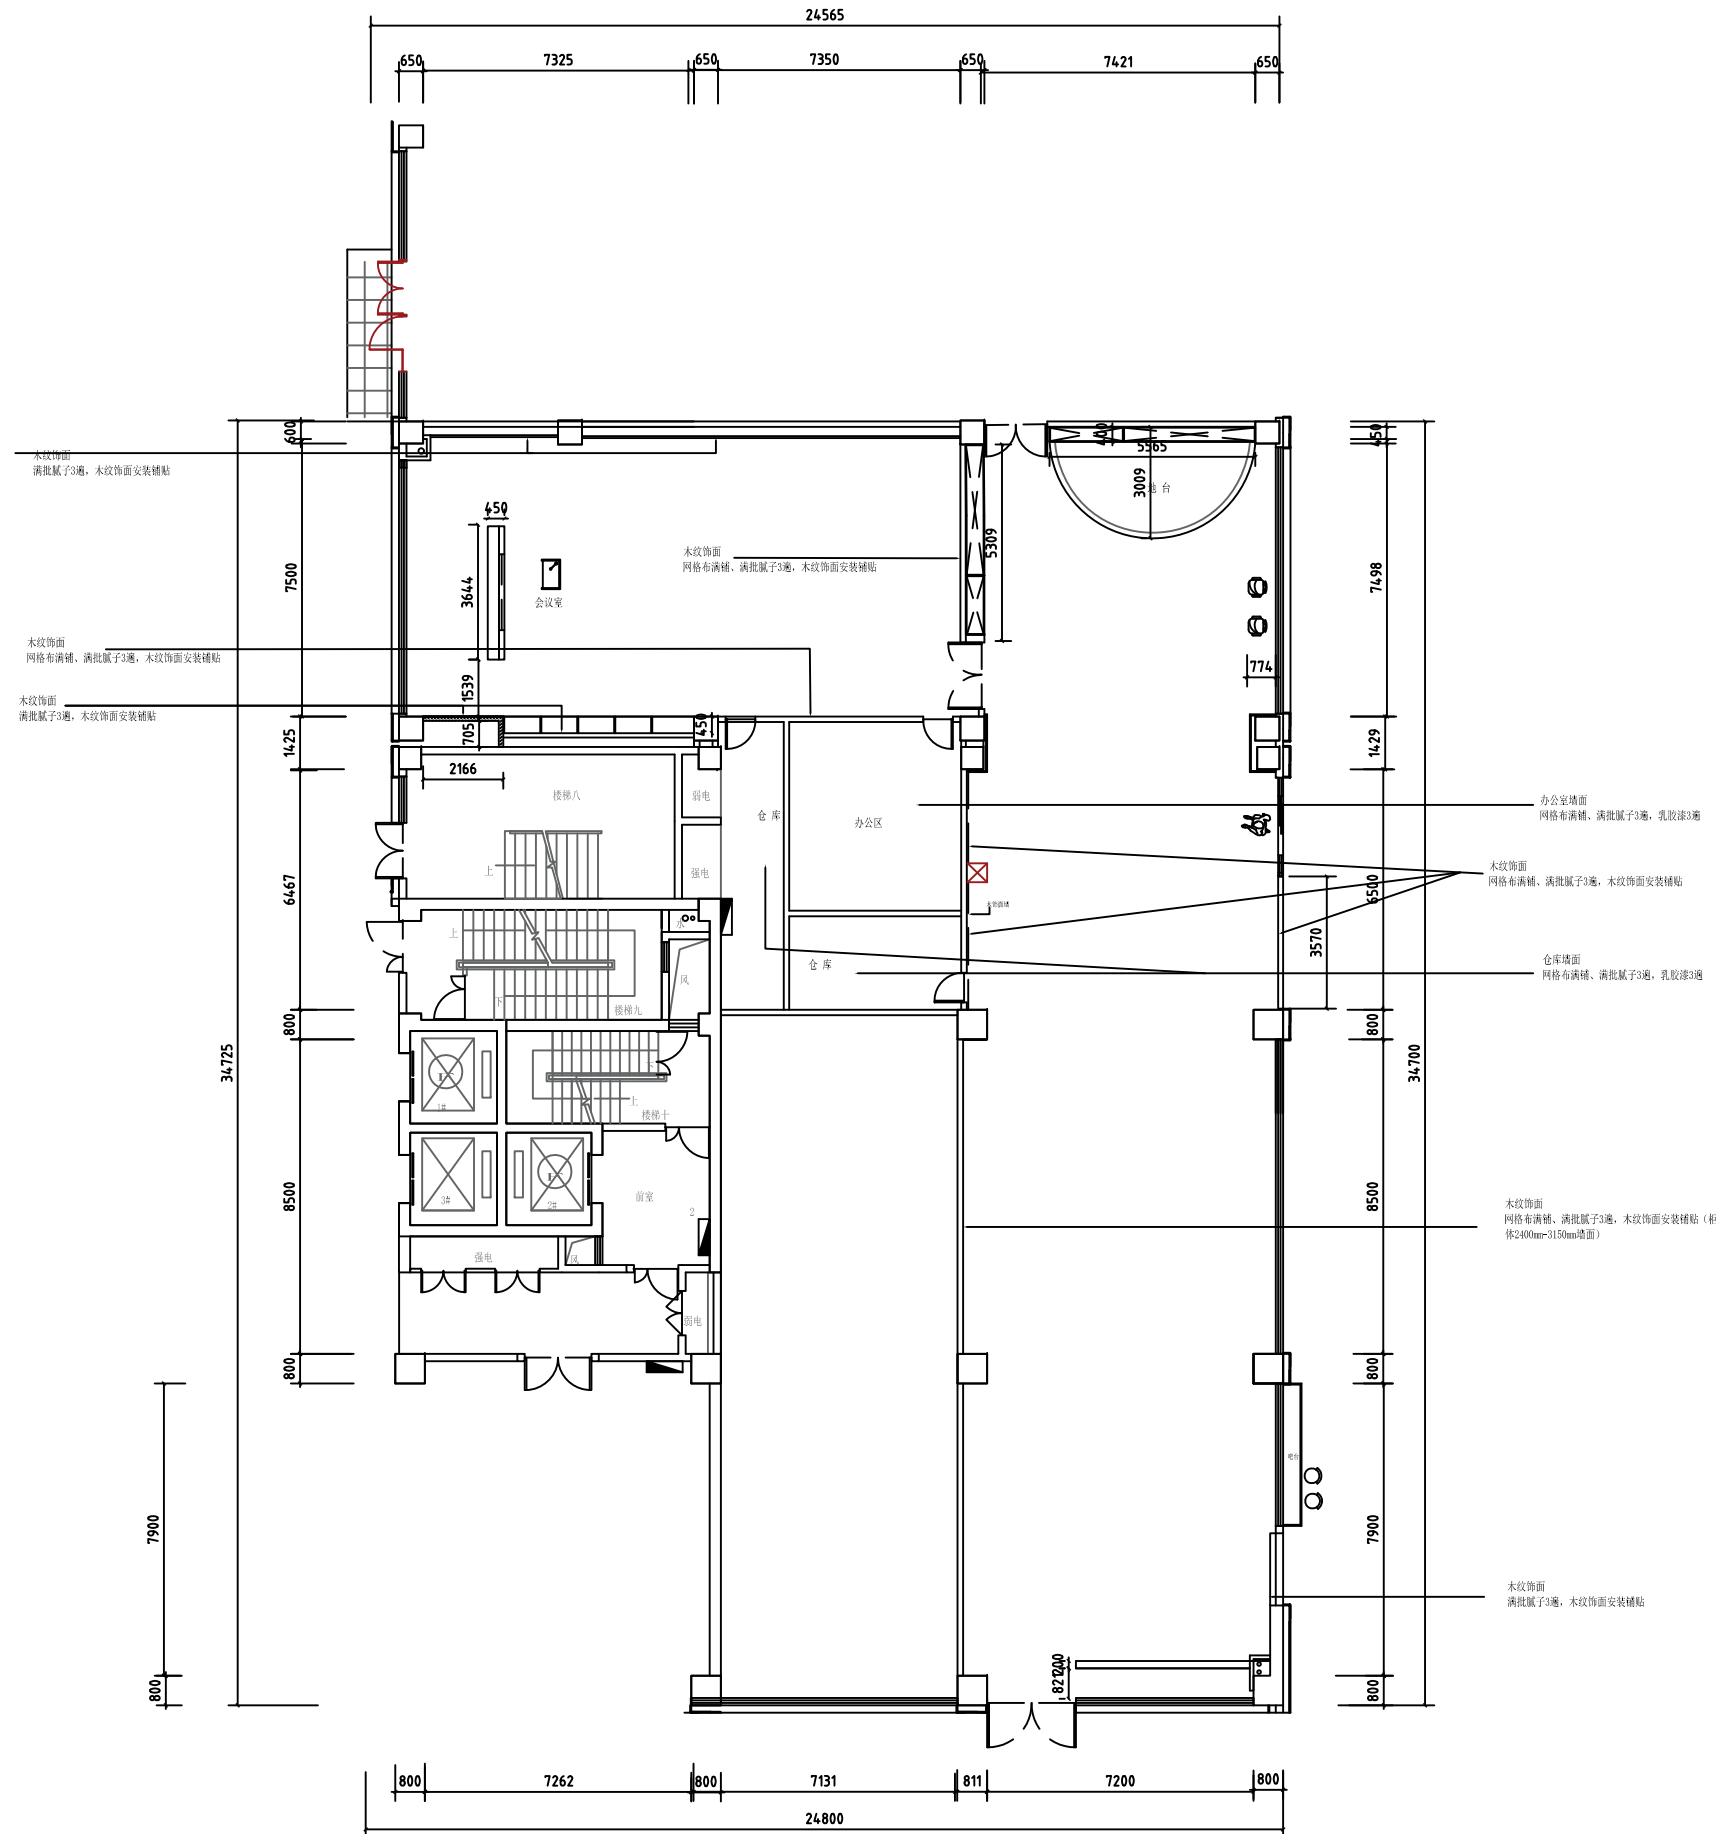 24565
650
7325
650
7350
650
7421
650
600
木纹饰面
满批腻子3遍，木纹饰面安装铺贴
400
5565
3009
地 台
450
450
木纹饰面
网格布满铺、满批腻子3遍，木纹饰面安装铺贴
5309
7500
3644
会议室
7498
木纹饰面
网格布满铺、满批腻子3遍，木纹饰面安装铺贴
774
1539
木纹饰面
满批腻子3遍，木纹饰面安装铺贴
705
450
1425
1429
2166
楼梯八
弱电
仓 库
办公区
办公室墙面
网格布满铺、满批腻子3遍，乳胶漆3遍
上
强电
6467
6500
木纹饰面
网格布满铺、满批腻子3遍，木纹饰面安装铺贴
木饰面墙
上
水
3570
仓 库
仓库墙面
网格布满铺、满批腻子3遍，乳胶漆3遍
风
下
楼梯九
800
800
34725
34700
下
1#
上
楼梯十
8500
8500
3#
2#
前室
2
木纹饰面
网格布满铺、满批腻子3遍，木纹饰面安装铺贴（柜
体2400mm-3150mm墙面）
强电
风
弱电
800
800
吧台
7900
7900
木纹饰面
满批腻子3遍，木纹饰面安装铺贴
200
800
800
800
7262
800
7131
811
7200
800
24800